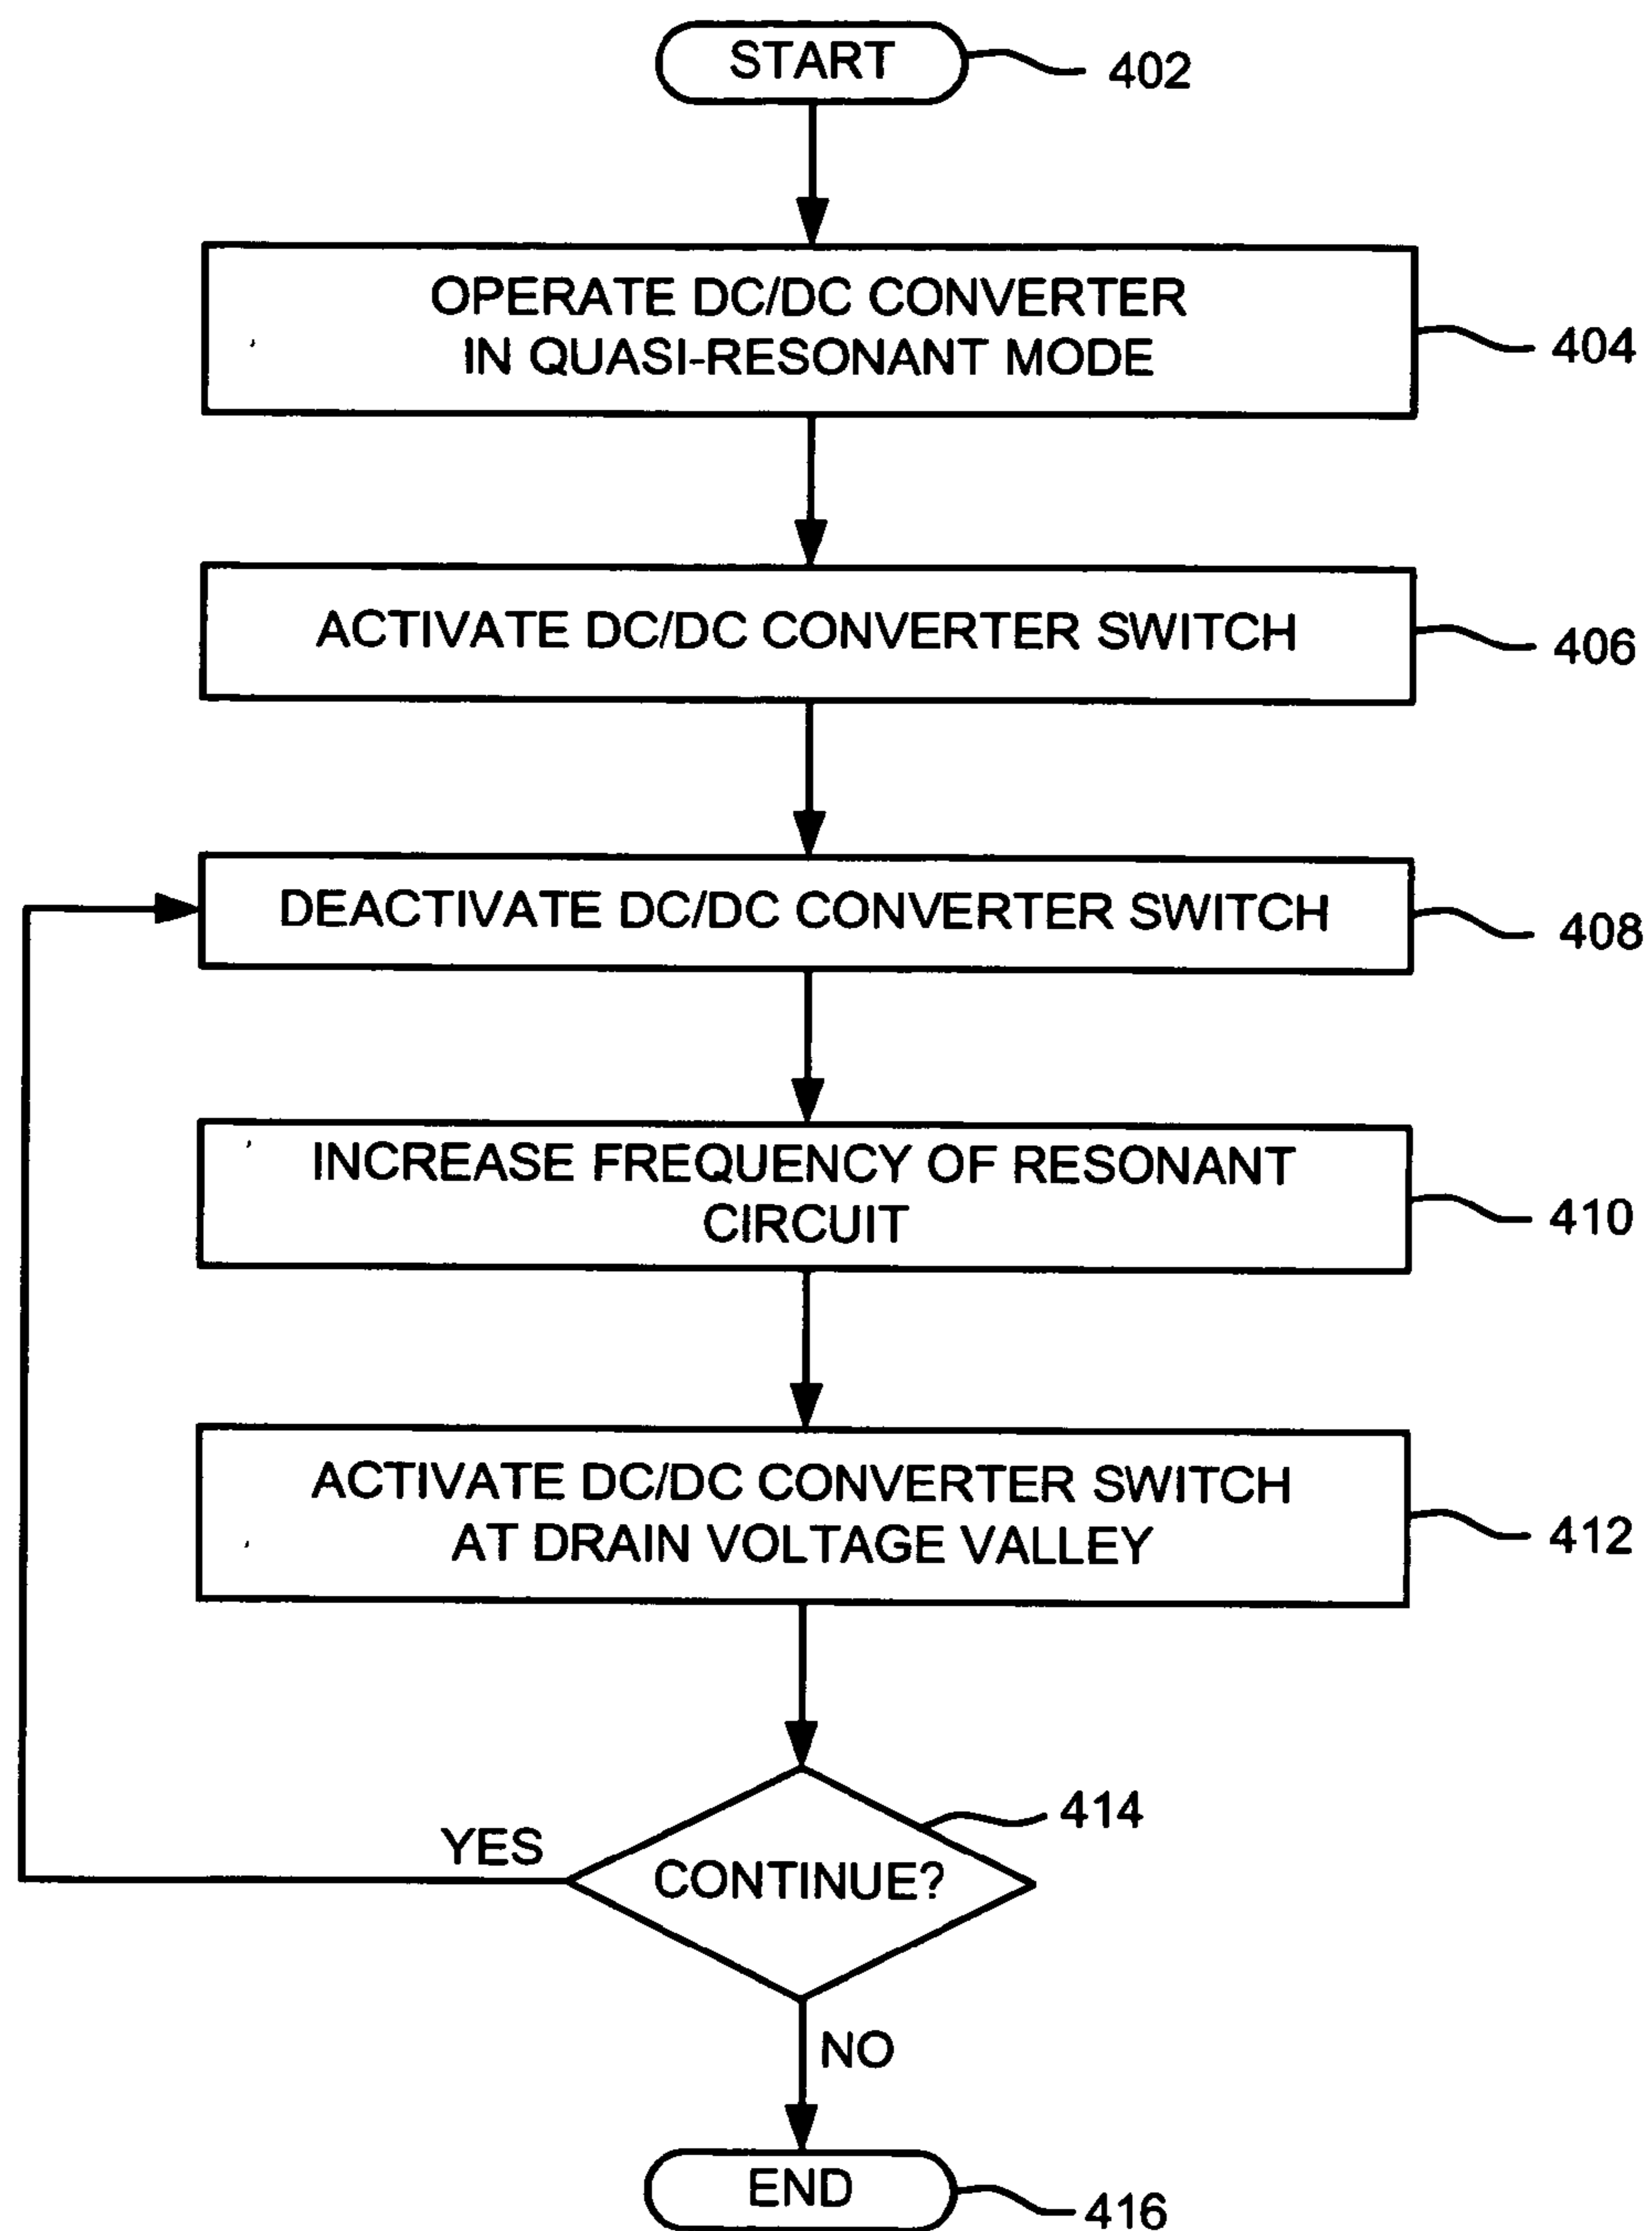 START
402
OPERATE DC/DC CONVERTER
IN QUASI-RESONANT MODE
404
ACTIVATE DC/DC CONVERTER SWITCH
406
DEACTIVATE DC/DC CONVERTER SWITCH
408
INCREASE FREQUENCY OF RESONANT
CIRCUIT
410
ACTIVATE DC/DC CONVERTER SWITCH
AT DRAIN VOLTAGE VALLEY
412
414
YES
CONTINUE?
NO
END
416